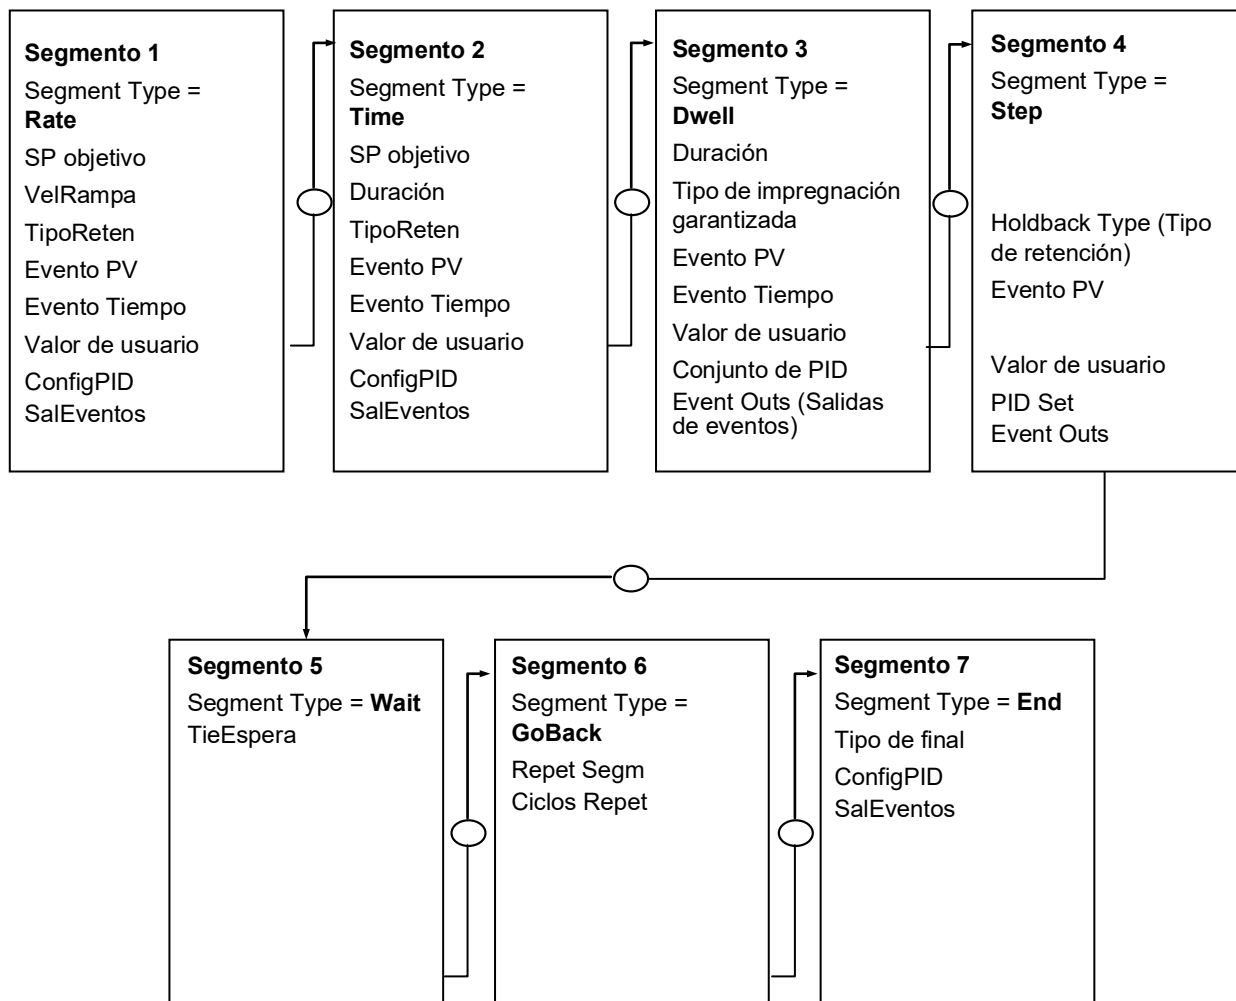 Segmento 1
Segment Type =
Rate
SP objetivo
VelRampa
TipoReten
Evento PV
Evento Tiempo
Valor de usuario
ConfigPID
SalEventos
Segmento 2
Segment Type =
Time
SP objetivo
Duración
TipoReten
Evento PV
Evento Tiempo
Valor de usuario
ConfigPID
SalEventos
Segmento 3
Segment Type =
Dwell
Duración
Tipo de impregnación
garantizada
Evento PV
Evento Tiempo
Valor de usuario
Conjunto de PID
Event Outs (Salidas
de eventos)
Segmento 4
Segment Type =
Step
Holdback Type (Tipo
de retención)
Evento PV
Valor de usuario
PID Set
Event Outs
Segmento 5
Segment Type = Wait
TieEspera
Segmento 6
Segment Type =
GoBack
Repet Segm
Ciclos Repet
Segmento 7
Segment Type = End
Tipo de final
ConfigPID
SalEventos